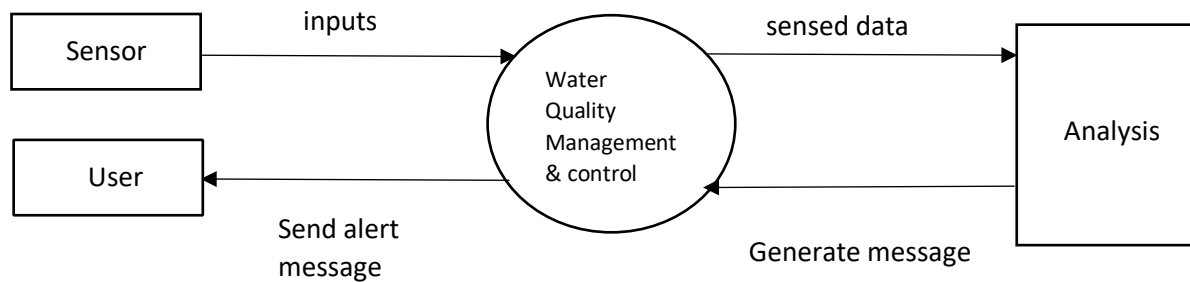 inputs
sensed data
Sensor
Water
Quality
Management
& control
Analysis
User
Send alert
message
Generate message